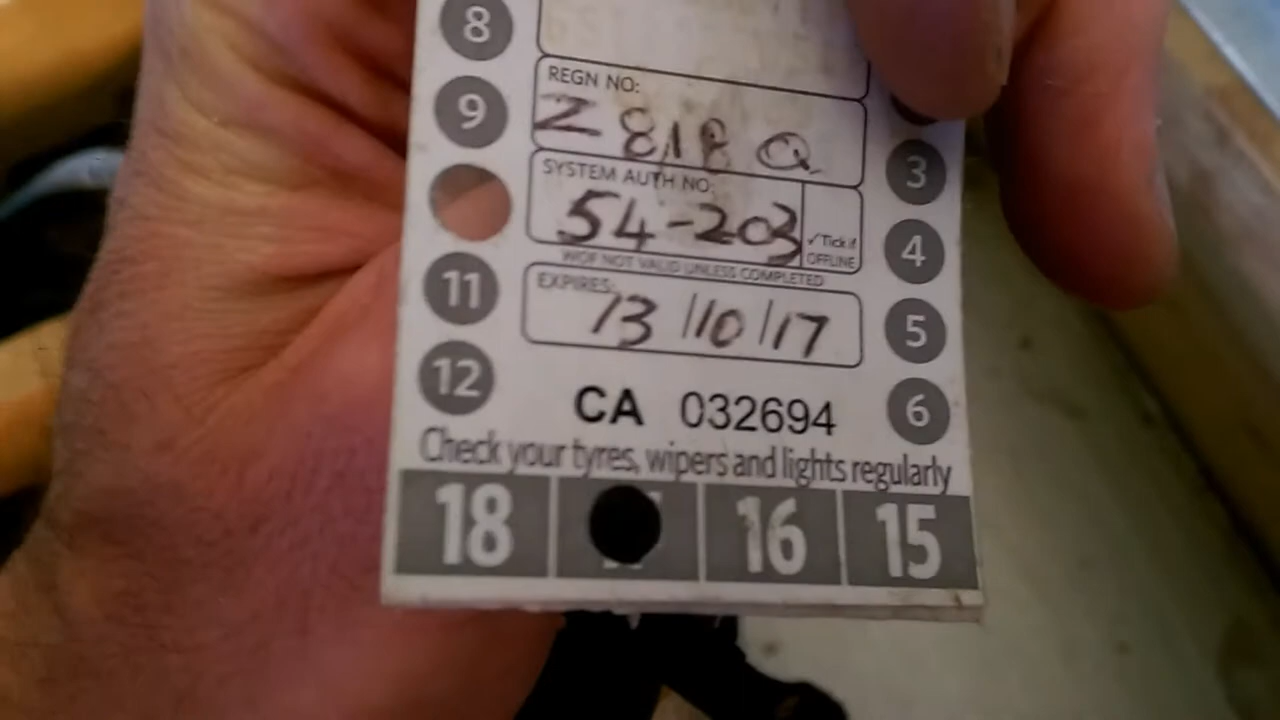 8
REGN NO:
9
Z 818 Q
3
SYSTEM AUTH NO:
54-203
✓Tick if
OFFLINE
4
WOF NOT VALID UNLESS COMPLETED
11
EXPIRES:
13/10/17
5
12
CA 032694
6
Check your tyres, wipers and lights regularly
18 16 15